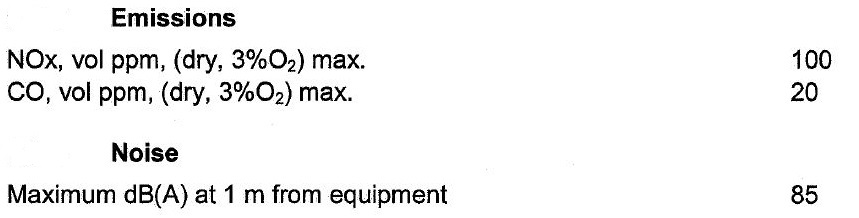 Emissions
NOx, vol ppm, (dry, 3%O₂) max. 100
CO, vol ppm, (dry, 3%O₂) max. 20
Noise
Maximum dB(A) at 1 m from equipment 85